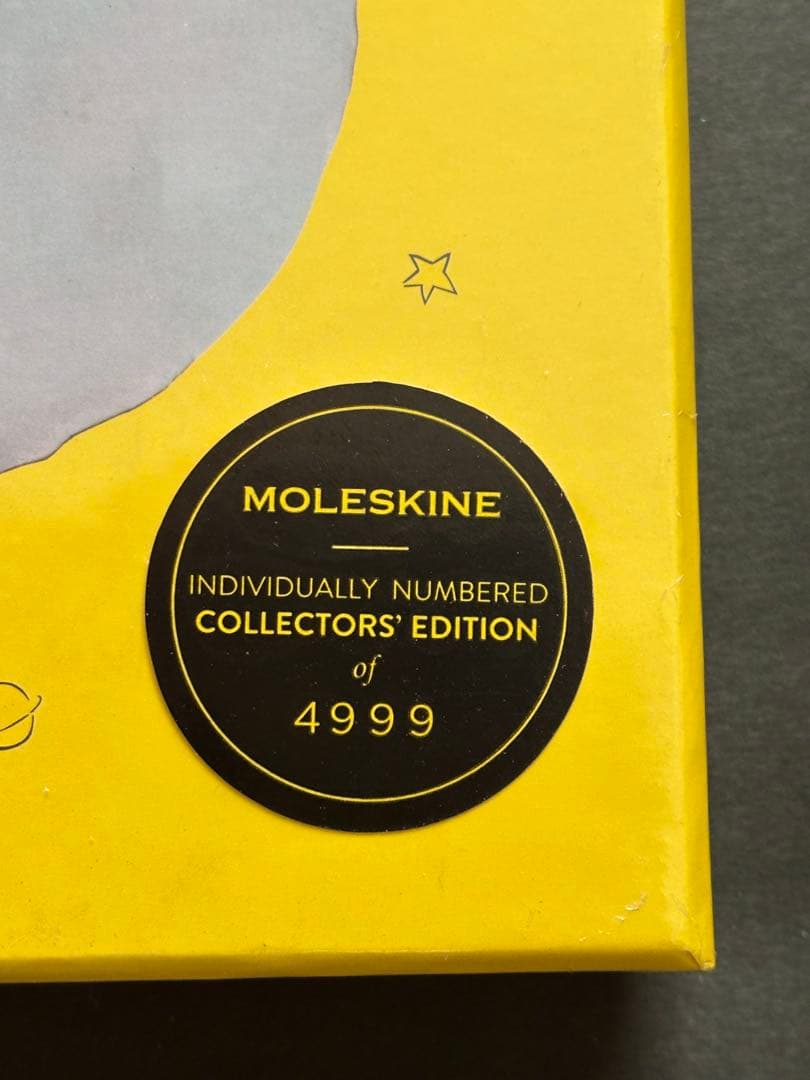 MOLESKINE
INDIVIDUALLY NUMBERED
COLLECTORS’ EDITION
of
4999